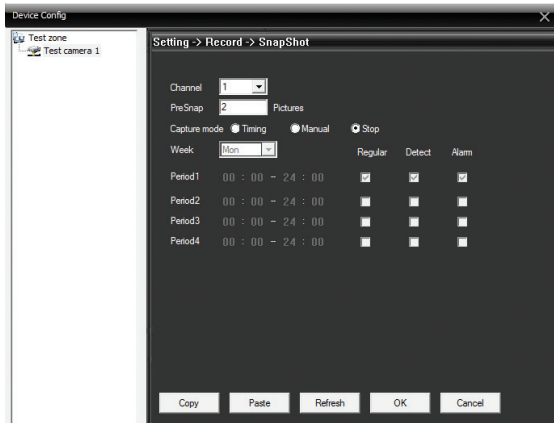 Device Config
Test zone
Test camera 1
Setting -> Record -> SnapShot
Channel 1
PreSnap 2 Pictures
Capture mode Timing Manual Stop
Week Mon Regular Detect Alarm
Period1 00 : 00 - 24 : 00
Period2 00 : 00 - 24 : 00
Period3 00 : 00 - 24 : 00
Period4 00 : 00 - 24 : 00
Copy Paste Refresh OK Cancel